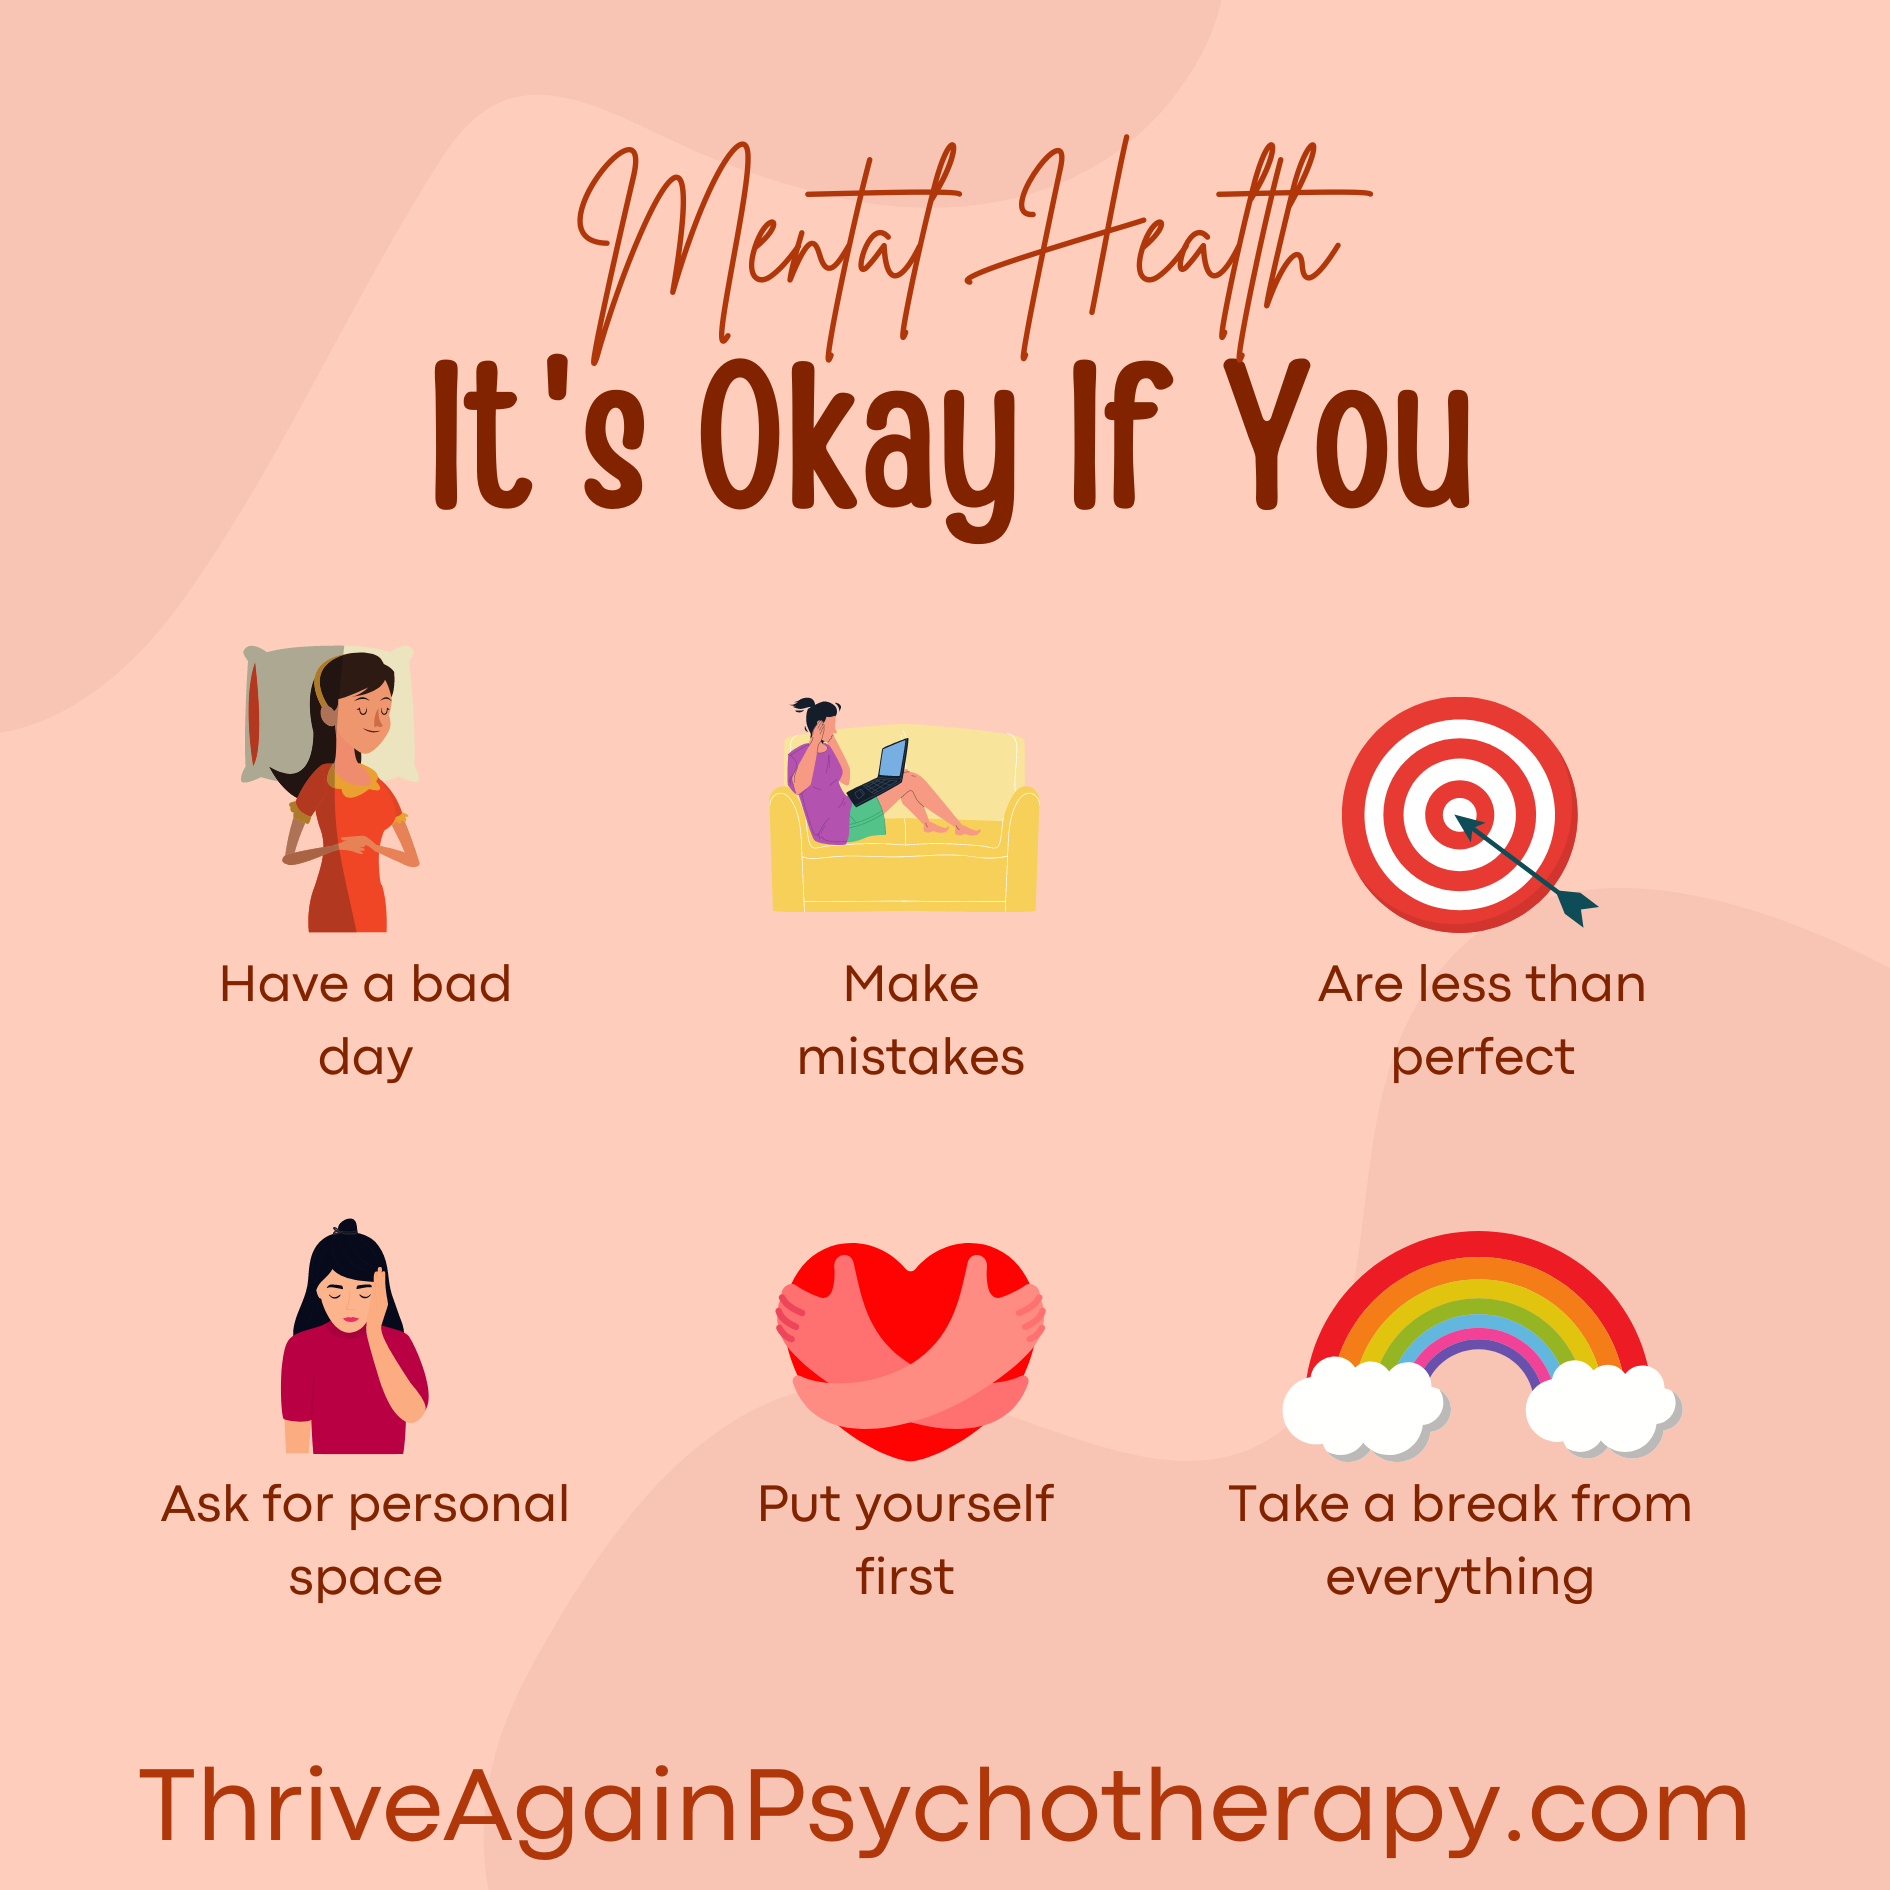 Mental Health
It's Okay If You
Have a bad
day
Make
mistakes
Are less than
perfect
Ask for personal
space
Put yourself
first
Take a break from
everything
ThriveAgainPsychotherapy.com